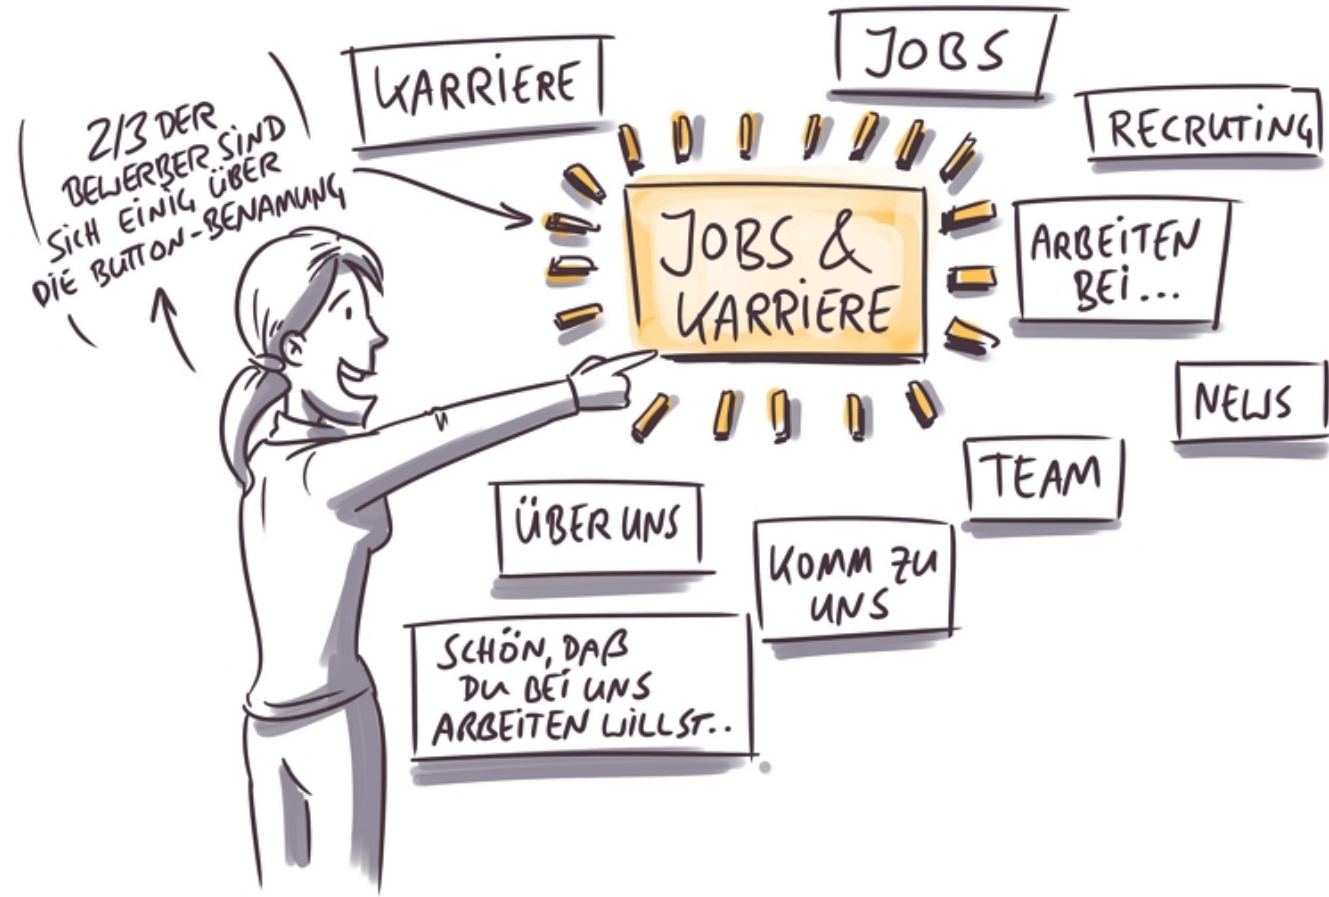 KARRIERE
JOBS
RECRUTING
2/3 DER
BEWERBER SIND
SICH EINIG ÜBER
DIE BUTTON-BENAMUNG
JOBS &
KARRIERE
ARBEITEN
BEI...
NEWS
TEAM
ÜBER UNS
KOMM ZU
UNS
SCHÖN, DAß
DU BEI UNS
ARBEITEN WILLST..